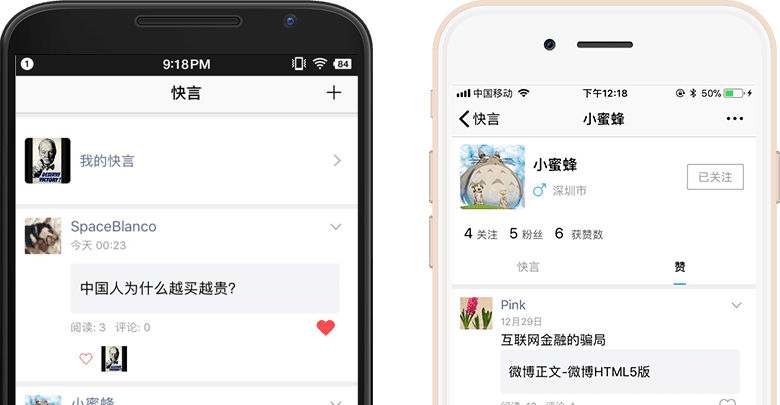 1 9:18PM 84
快言 +
DESERVE VICTORY!
我的快言
SpaceBlanco
今天 00:23
中国人为什么越买越贵?
阅读: 3 评论: 0
小蜜蜂
中国移动 下午12:18 50%
快言 小蜜蜂
小蜜蜂
深圳市
已关注
4 关注 5 粉丝 6 获赞数
快言 赞
Pink
12月29日
互联网金融的骗局
微博正文-微博HTML5版